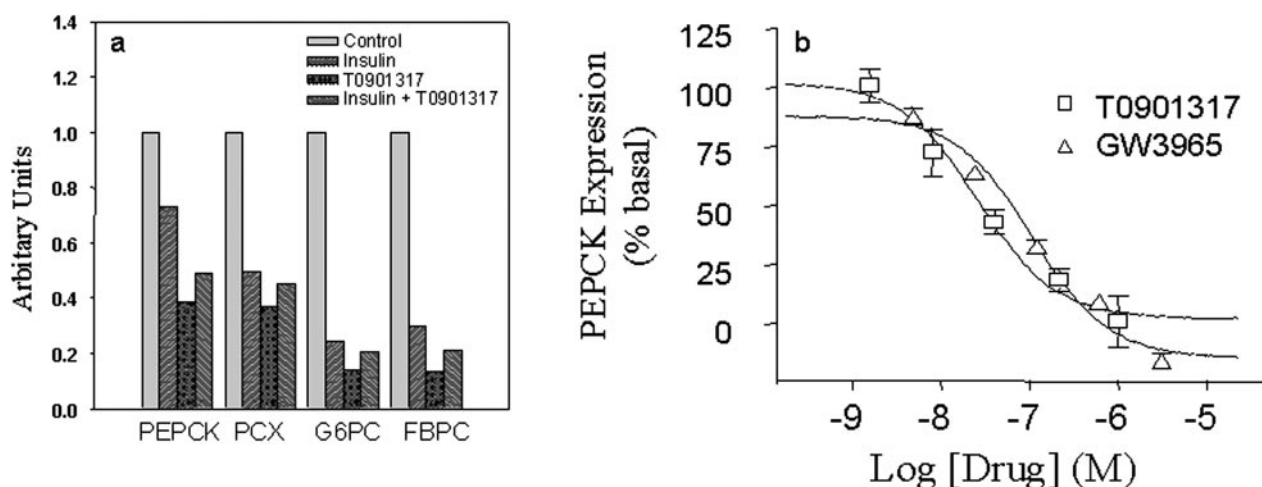 a
Control
Insulin
T0901317
Insulin + T0901317
Arbitary Units
1.4
1.2
1.0
0.8
0.6
0.4
0.2
0.0
PEPCK PCX G6PC FBPC
b
T0901317
GW3965
PEPCK Expression
(% basal)
125
100
75
50
25
0
-9 -8 -7 -6 -5
Log [Drug] (M)